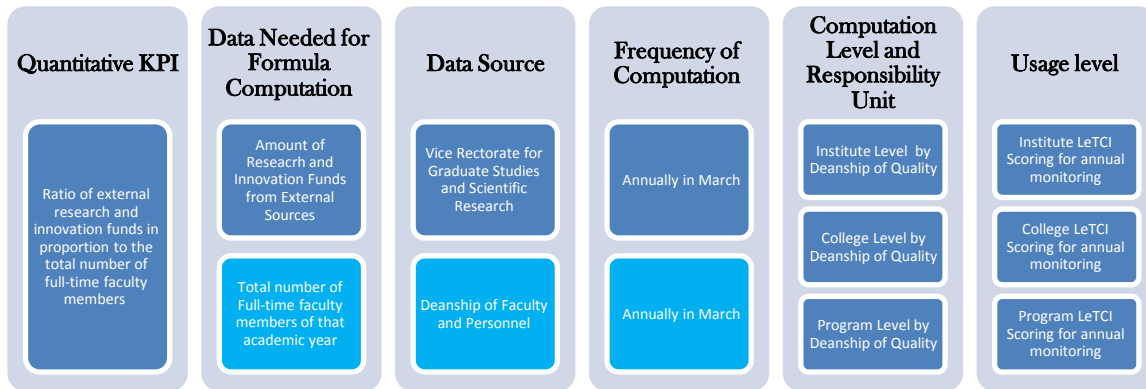 Quantitative KPI
Ratio of external
research and
innovation funds in
proportion to the
total number of
full-time faculty
members
Data Needed for
Formula
Computation
Amount of
Reseacrh and
Innovation Funds
from External
Sources
Total number of
Full-time faculty
members of that
academic year
Data Source
Vice Rectorate for
Graduate Studies
and Scientific
Research
Deanship of Faculty
and Personnel
Frequency of
Computation
Annually in March
Annually in March
Computation
Level and
Responsibility
Unit
Institute Level by
Deanship of Quality
College Level by
Deanship of Quality
Program Level by
Deanship of Quality
Usage level
Institute LeTCI
Scoring for annual
monitoring
College LeTCI
Scoring for annual
monitoring
Program LeTCI
Scoring for annual
monitoring